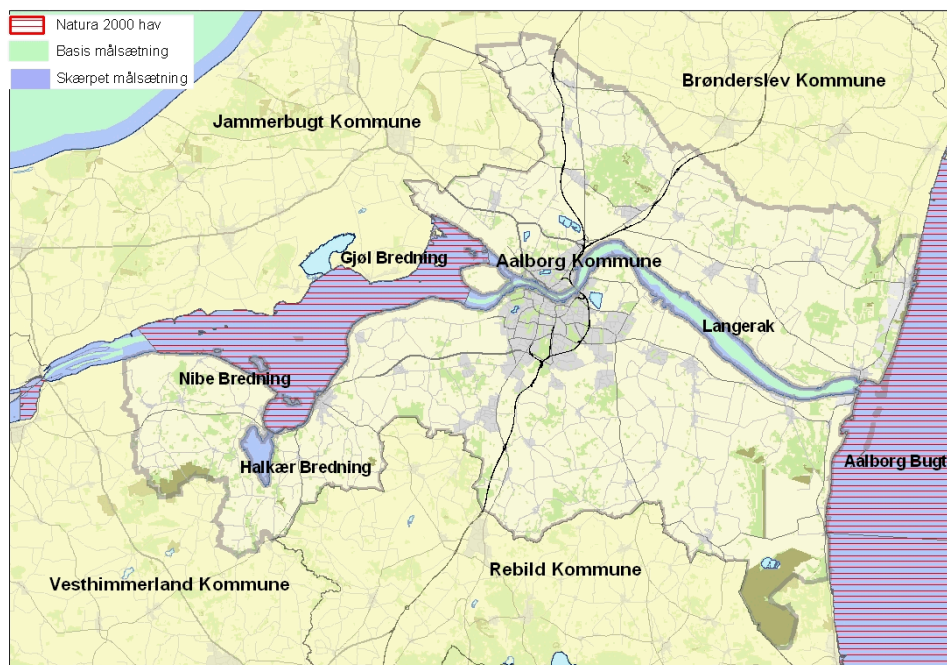 Natura 2000 hav
Basis målsætning
Skærpet målsætning
Brønderslev Kommune
Jammerbugt Kommune
Gjøl Bredning
Aalborg Kommune
Langerak
Nibe Bredning
Halkær Bredning
Aalborg Bugt
Rebild Kommune
Vesthimmerland Kommune